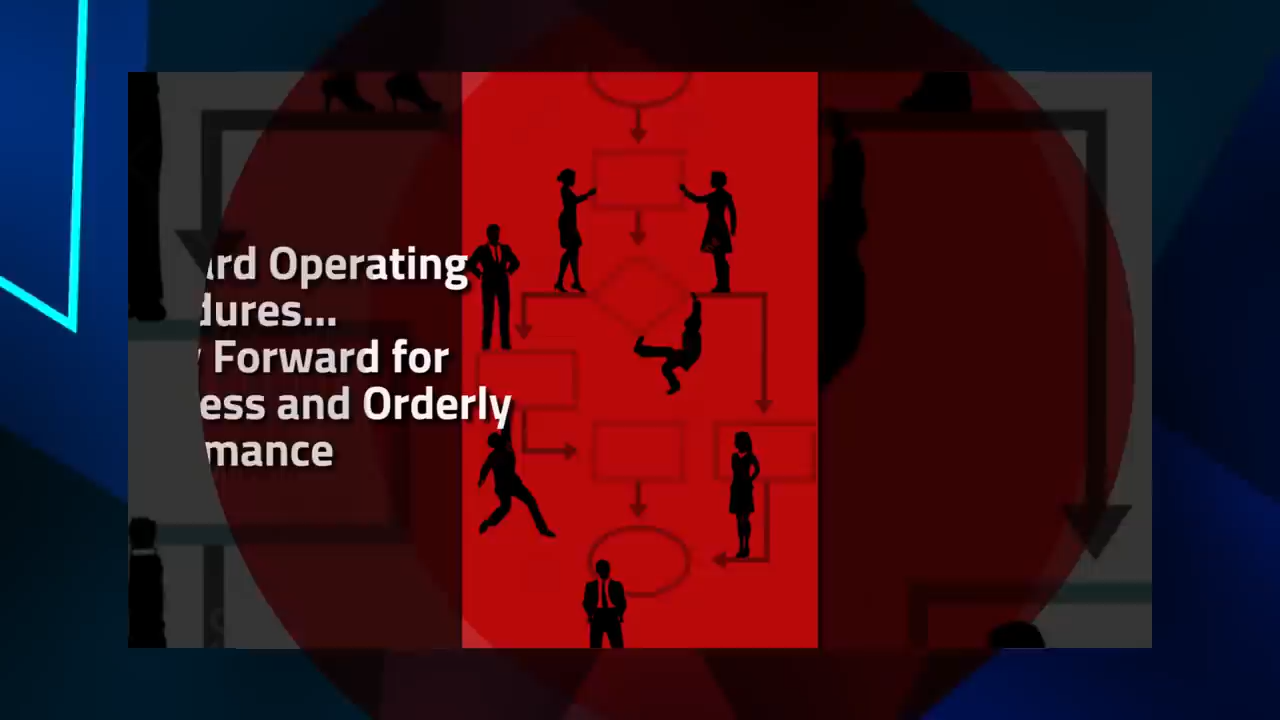 ard Operating
dures...
Forward for
ess and Orderly
mance